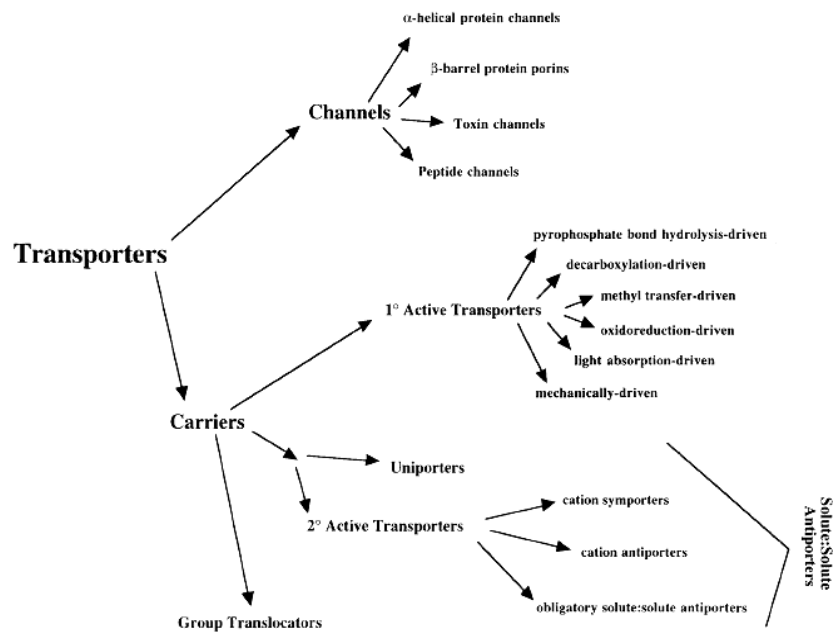 α-helical protein channels
β-barrel protein porins
Channels
Toxin channels
Peptide channels
Transporters
pyrophosphate bond hydrolysis-driven
decarboxylation-driven
methyl transfer-driven
1° Active Transporters
oxidoreduction-driven
light absorption-driven
mechanically-driven
Carriers
Uniporters
cation symporters
2° Active Transporters
cation antiporters
obligatory solute:solute antiporters
Group Translocators
Solute:Solute
Antiporters